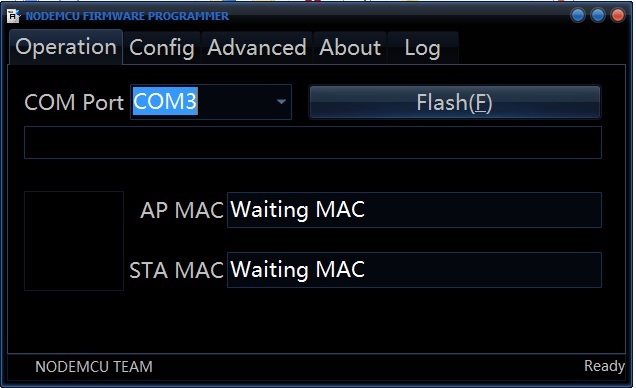 NODEMCU FIRMWARE PROGRAMMER
Operation Config Advanced About Log
COM Port COM3 Flash(F)
AP MAC Waiting MAC
STA MAC Waiting MAC
NODEMCU TEAM Ready